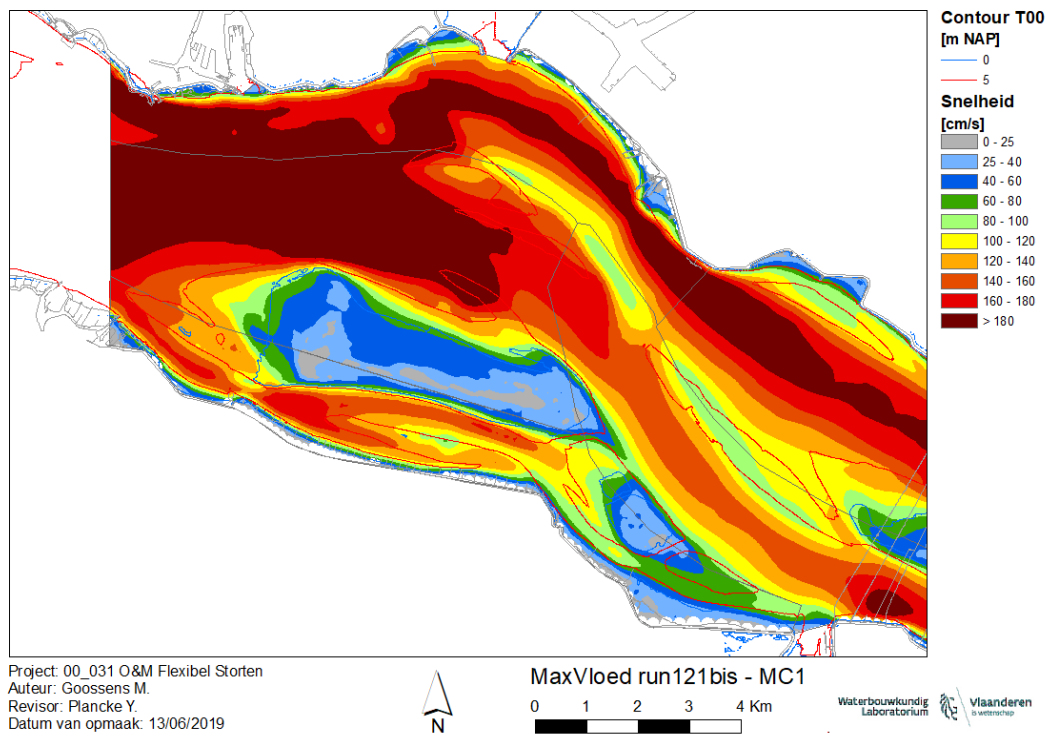 Contour T00
[m NAP]
0
5
Snelheid
[cm/s]
0 - 25
25 - 40
40 - 60
60 - 80
80 - 100
100 - 120
120 - 140
140 - 160
160 - 180
> 180
Project: 00_031 O&M Flexibel Storten
Auteur: Goossens M.
Revisor: Plancke Y.
Datum van opmaak: 13/06/2019
N
MaxVloed run121bis - MC1
0 1 2 3 4 Km
Waterbouwkundig
Laboratorium
Vlaanderen
is wetenschap